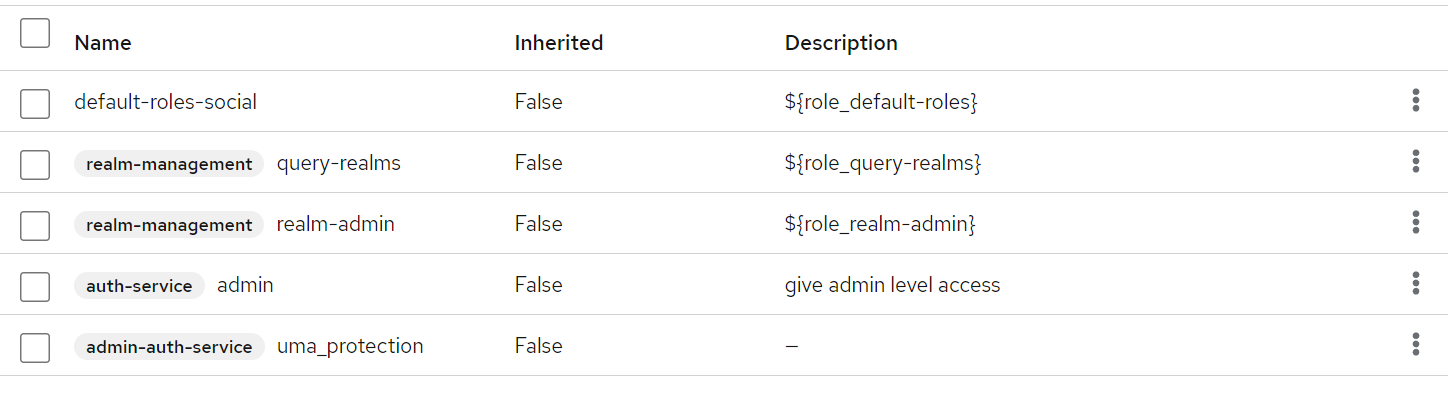 Name Inherited Description
default-roles-social False ${role_default-roles}
realm-management query-realms False ${role_query-realms}
realm-management realm-admin False ${role_realm-admin}
auth-service admin False give admin level access
admin-auth-service uma_protection False —